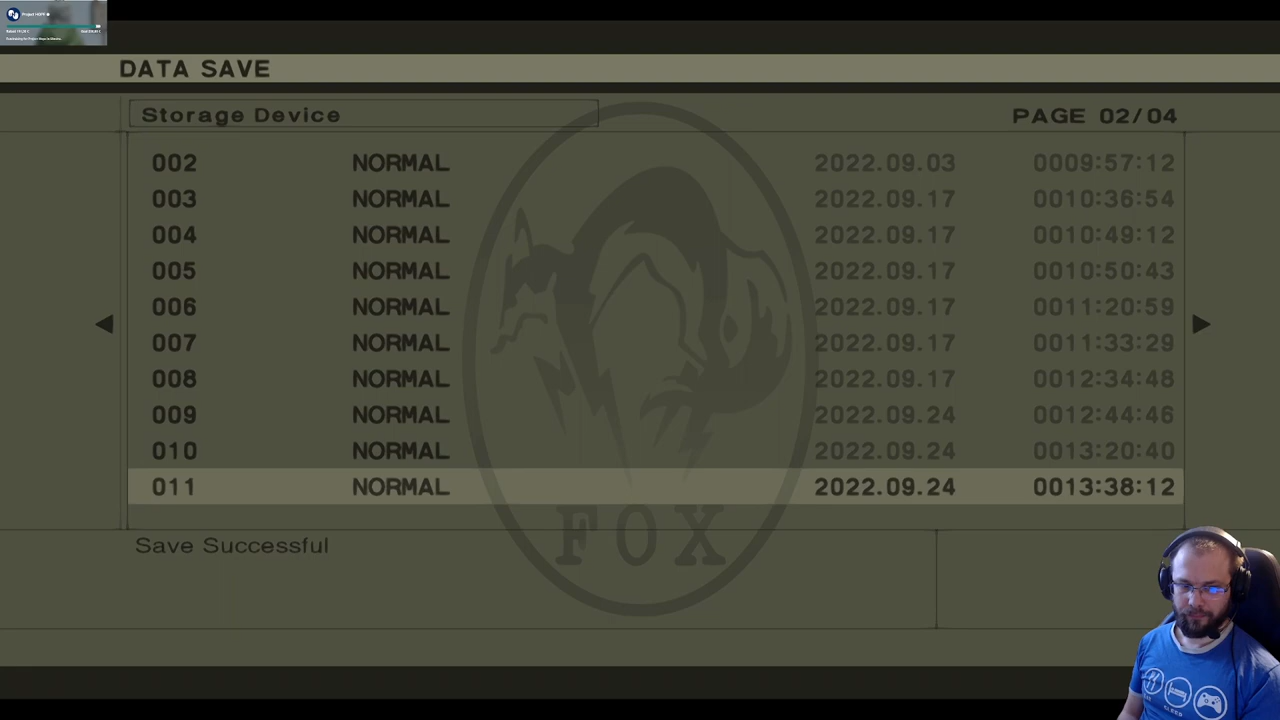 Project HOPE
DATA SAVE
Storage Device
PAGE 02/04
002 NORMAL 2022.09.03 0009:57:12
003 NORMAL 2022.09.17 0010:36:54
004 NORMAL 2022.09.17 0010:49:12
005 NORMAL 2022.09.17 0010:50:43
006 NORMAL 2022.09.17 0011:20:59
007 NORMAL 2022.09.17 0011:33:29
008 NORMAL 2022.09.17 0012:34:48
009 NORMAL 2022.09.24 0012:44:46
010 NORMAL 2022.09.24 0013:20:40
011 NORMAL 2022.09.24 0013:38:12
FOX
Save Successful
SLEEP